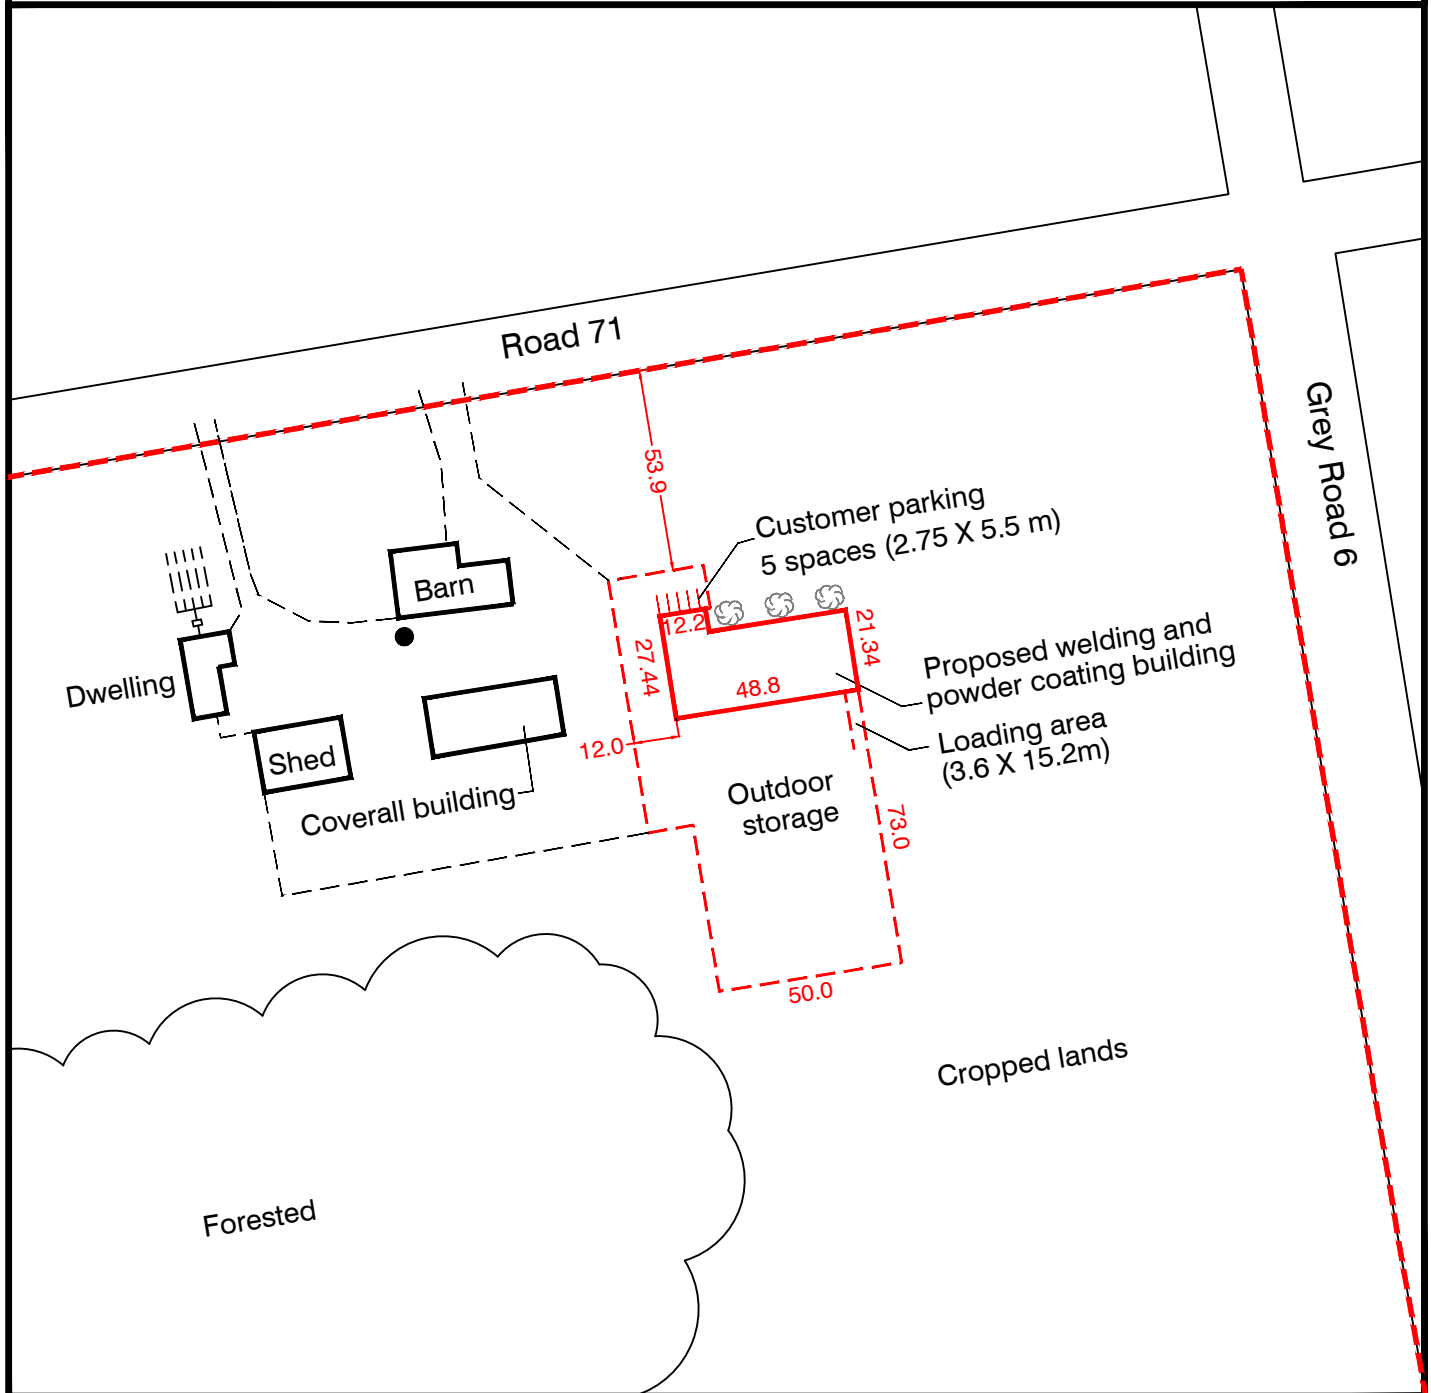 Road 71
Grey Road 6
53.9
Customer parking
5 spaces (2.75 X 5.5 m)
Barn
12.2
21.34
27.44
Proposed welding and
powder coating building
48.8
Dwelling
Loading area
(3.6 X 15.2m)
12.0
Shed
Outdoor
storage
Coverall building
73.0
50.0
Cropped lands
Forested